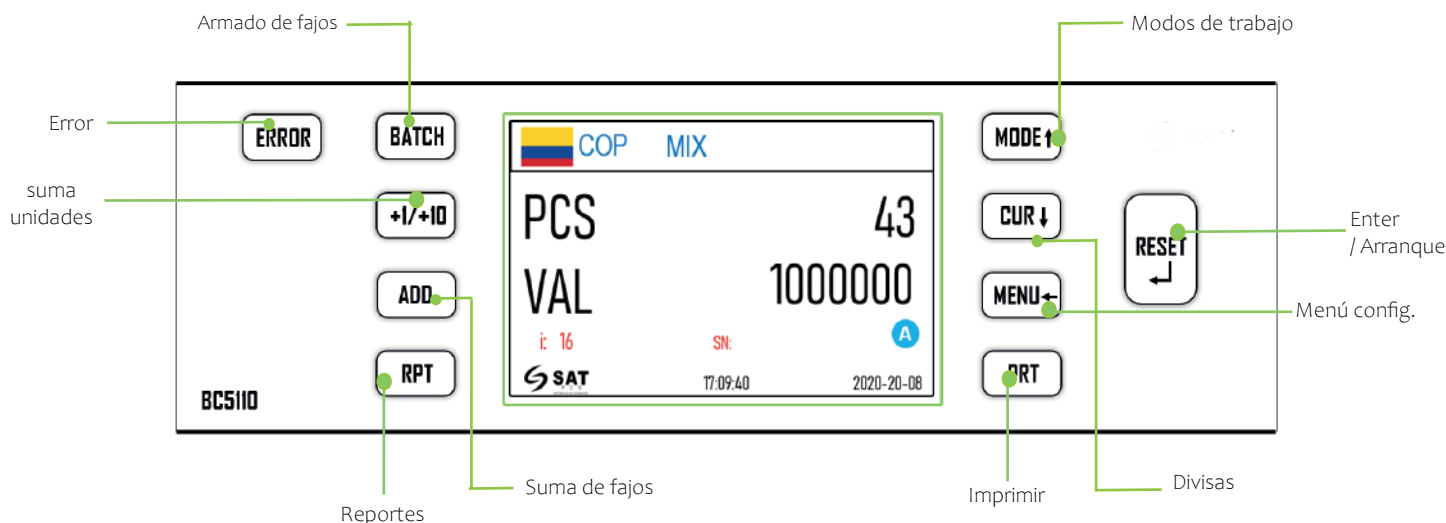 Armado de fajos
Modos de trabajo
Error
ERROR
BATCH
COP MIX
MODE↑
suma
unidades
+1/+10
PCS 43
CUR↓
RESET
Enter
/ Arranque
ADD
VAL 1000000
MENU←
Menú config.
i: 16 SN: A
RPT
SAT 17:09:40 2020-20-08
PRT
BC5110
Suma de fajos
Imprimir
Divisas
Reportes